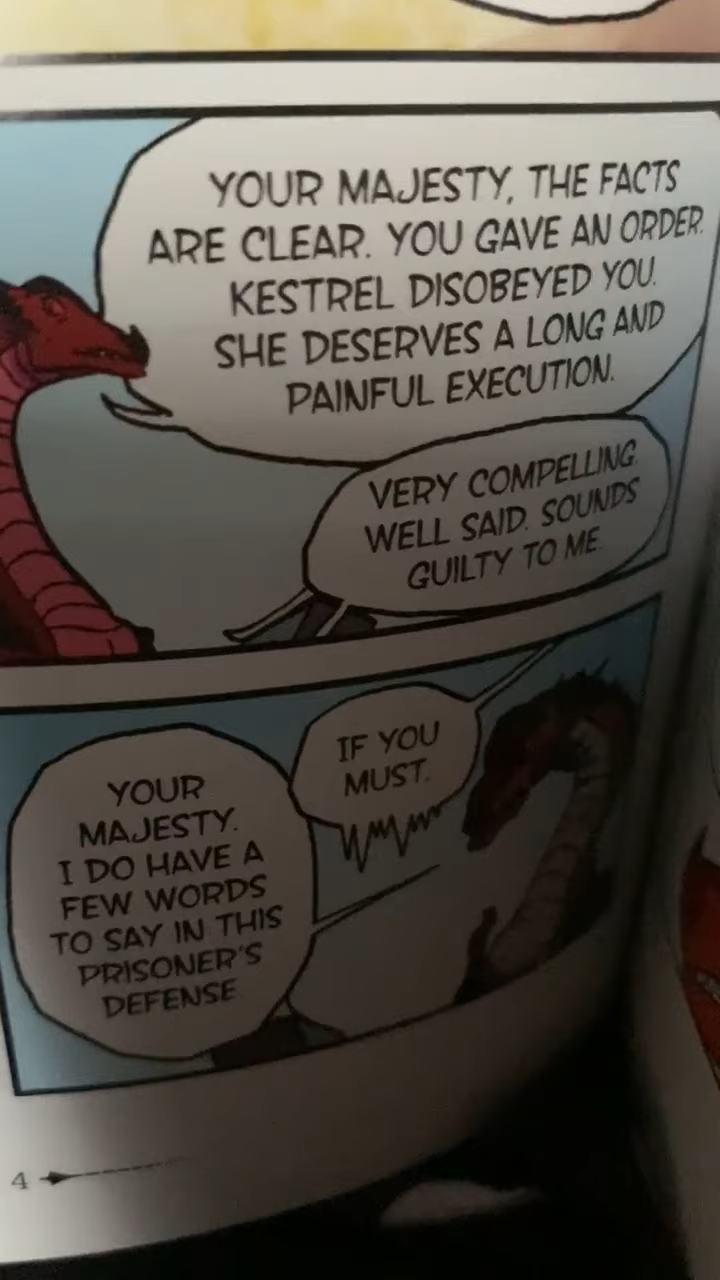 YOUR MAJESTY, THE FACTS
ARE CLEAR. YOU GAVE AN ORDER.
KESTREL DISOBEYED YOU.
SHE DESERVES A LONG AND
PAINFUL EXECUTION.
VERY COMPELLING.
WELL SAID. SOUNDS
GUILTY TO ME.
YOUR
MAJESTY.
I DO HAVE A
FEW WORDS
TO SAY IN THIS
PRISONER'S
DEFENSE.
IF YOU
MUST.
4